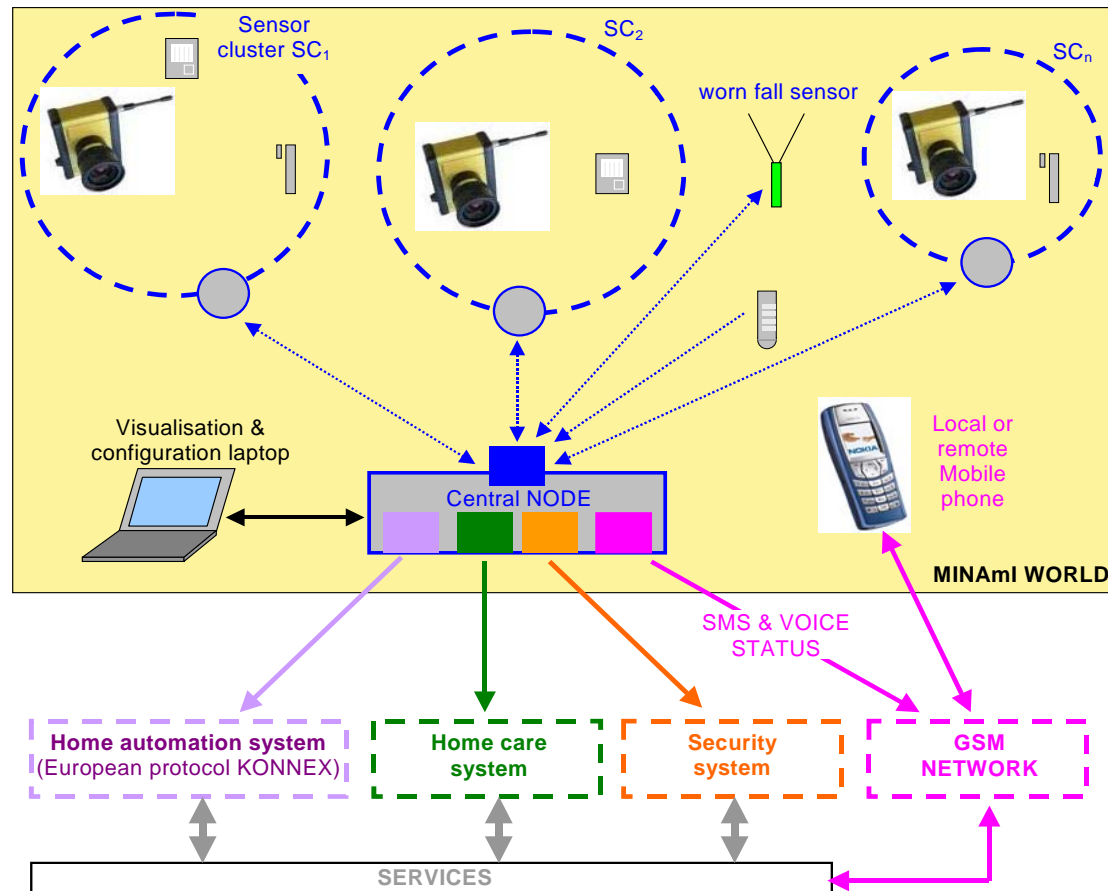 Sensor
cluster SC1
SC2
SCn
worn fall sensor
Visualisation &
configuration laptop
Central NODE
NOKIA
Local or
remote
Mobile
phone
MINAmI WORLD
SMS & VOICE
STATUS
Home automation system
(European protocol KONNEX)
Home care
system
Security
system
GSM
NETWORK
SERVICES